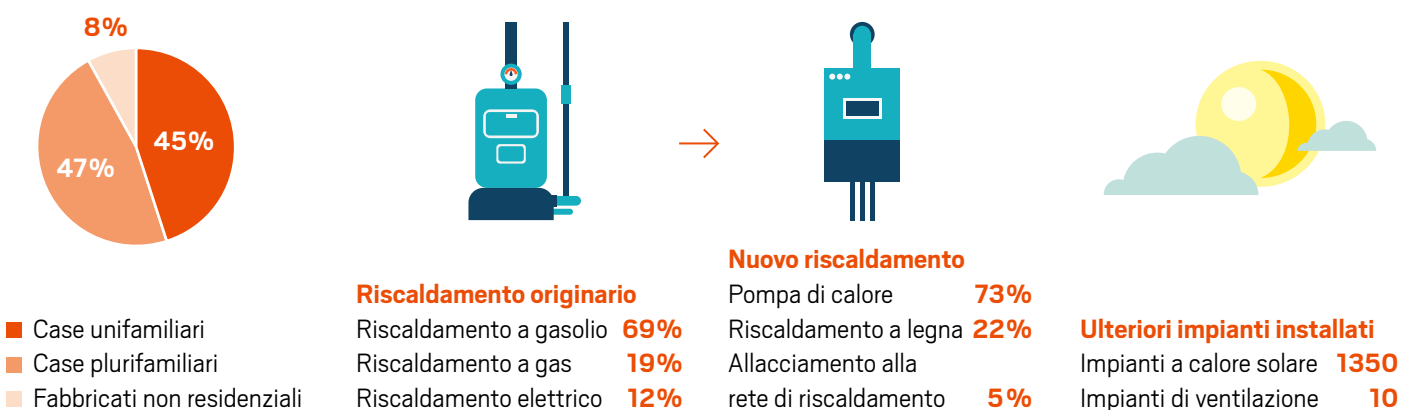 8%
45%
47%
Case unifamiliari
Case plurifamiliari
Fabbricati non residenziali
Riscaldamento originario
Riscaldamento a gasolio 69%
Riscaldamento a gas 19%
Riscaldamento elettrico 12%
Nuovo riscaldamento
Pompa di calore 73%
Riscaldamento a legna 22%
Allacciamento alla
rete di riscaldamento 5%
Ulteriori impianti installati
Impianti a calore solare 1350
Impianti di ventilazione 10